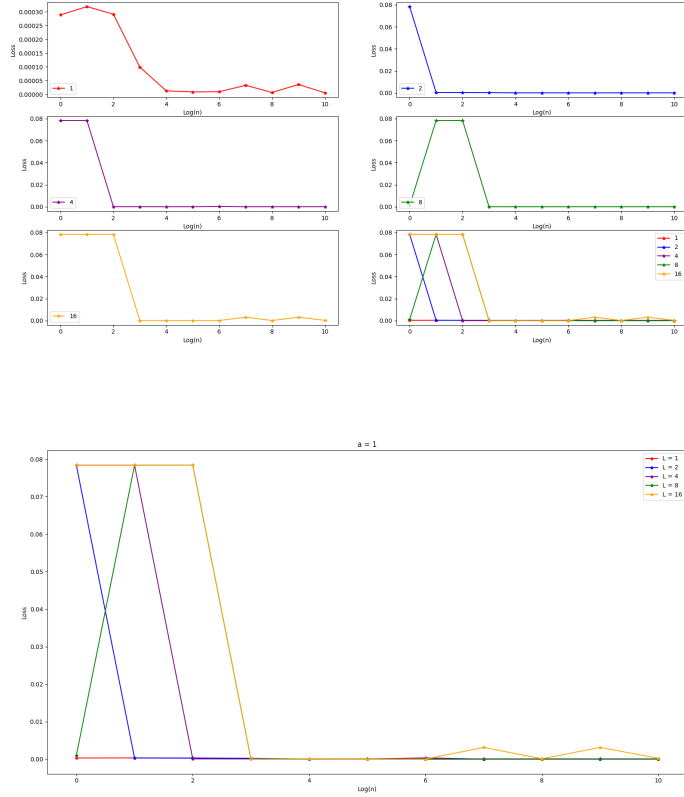 0.00030
0.00025
0.00020
0.00015
0.00010
0.00005
0.00000
Loss
1
0 2 4 6 8 10
Log(n)
0.08
0.06
0.04
0.02
0.00
Loss
2
0 2 4 6 8 10
Log(n)
0.08
0.06
0.04
0.02
0.00
Loss
4
0 2 4 6 8 10
Log(n)
0.08
0.06
0.04
0.02
0.00
Loss
8
0 2 4 6 8 10
Log(n)
0.08
0.06
0.04
0.02
0.00
Loss
16
0 2 4 6 8 10
Log(n)
0.08
0.06
0.04
0.02
0.00
Loss
1
2
4
8
16
0 2 4 6 8 10
Log(n)
a = 1
0.08
0.07
0.06
0.05
0.04
0.03
0.02
0.01
0.00
Loss
L = 1
L = 2
L = 4
L = 8
L = 16
0 2 4 6 8 10
Log(n)